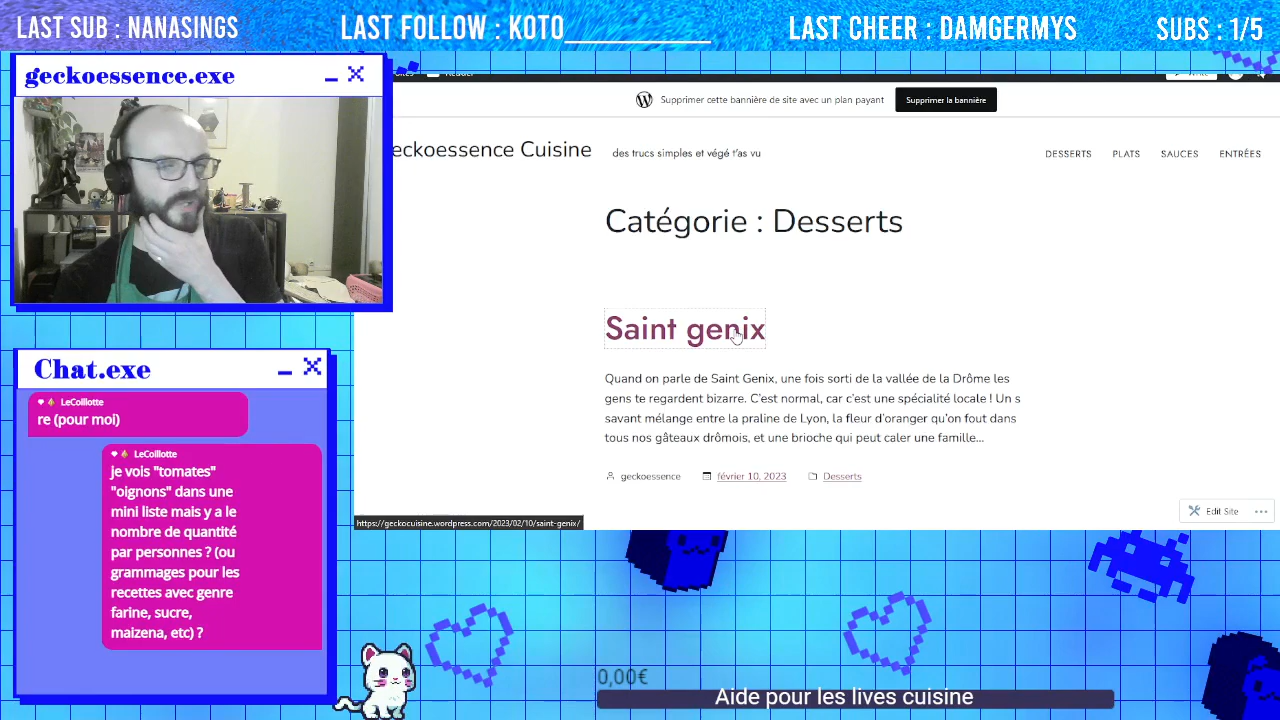 LAST SUB : NANASINGS
LAST FOLLOW : KOTO_____________
LAST CHEER : DAMGERMYS
SUBS : 1/5
geckoessence.exe
Supprimer cette bannière de site avec un plan payant
Supprimer la bannière
eckoessence Cuisine
des trucs simples et végé t'as vu
DESSERTS
PLATS
SAUCES
ENTRÉES
Catégorie : Desserts
Saint genix
Quand on parle de Saint Genix, une fois sorti de la vallée de la Drôme les
gens te regardent bizarre. C'est normal, car c'est une spécialité locale ! Un s
savant mélange entre la praline de Lyon, la fleur d'oranger qu'on fout dans
tous nos gâteaux drômois, et une brioche qui peut caler une famille...
geckoessence
février 10, 2023
Desserts
Edit Site
https://geckocuisine.wordpress.com/2023/02/10/saint-genix/
Chat.exe
LeColllotte
re (pour moi)
LeColllotte
je vois "tomates"
"oignons" dans une
mini liste mais y a le
nombre de quantité
par personnes ? (ou
grammages pour les
recettes avec genre
farine, sucre,
maizena, etc) ?
0,00€
Aide pour les lives cuisine